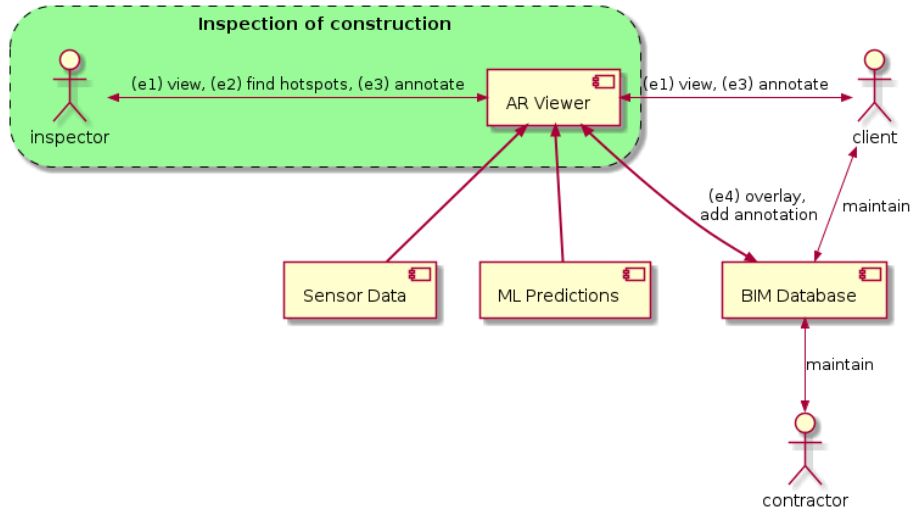 Inspection of construction
(e1) view, (e2) find hotspots, (e3) annotate
(e1) view, (e3) annotate
AR Viewer
inspector
client
(e4) overlay,
add annotation
maintain
Sensor Data
ML Predictions
BIM Database
maintain
contractor